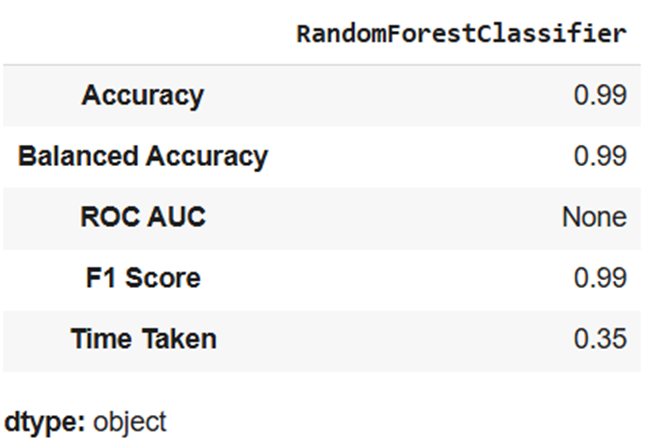 RandomForestClassifier
Accuracy 0.99
Balanced Accuracy 0.99
ROC AUC None
F1 Score 0.99
Time Taken 0.35
dtype: object